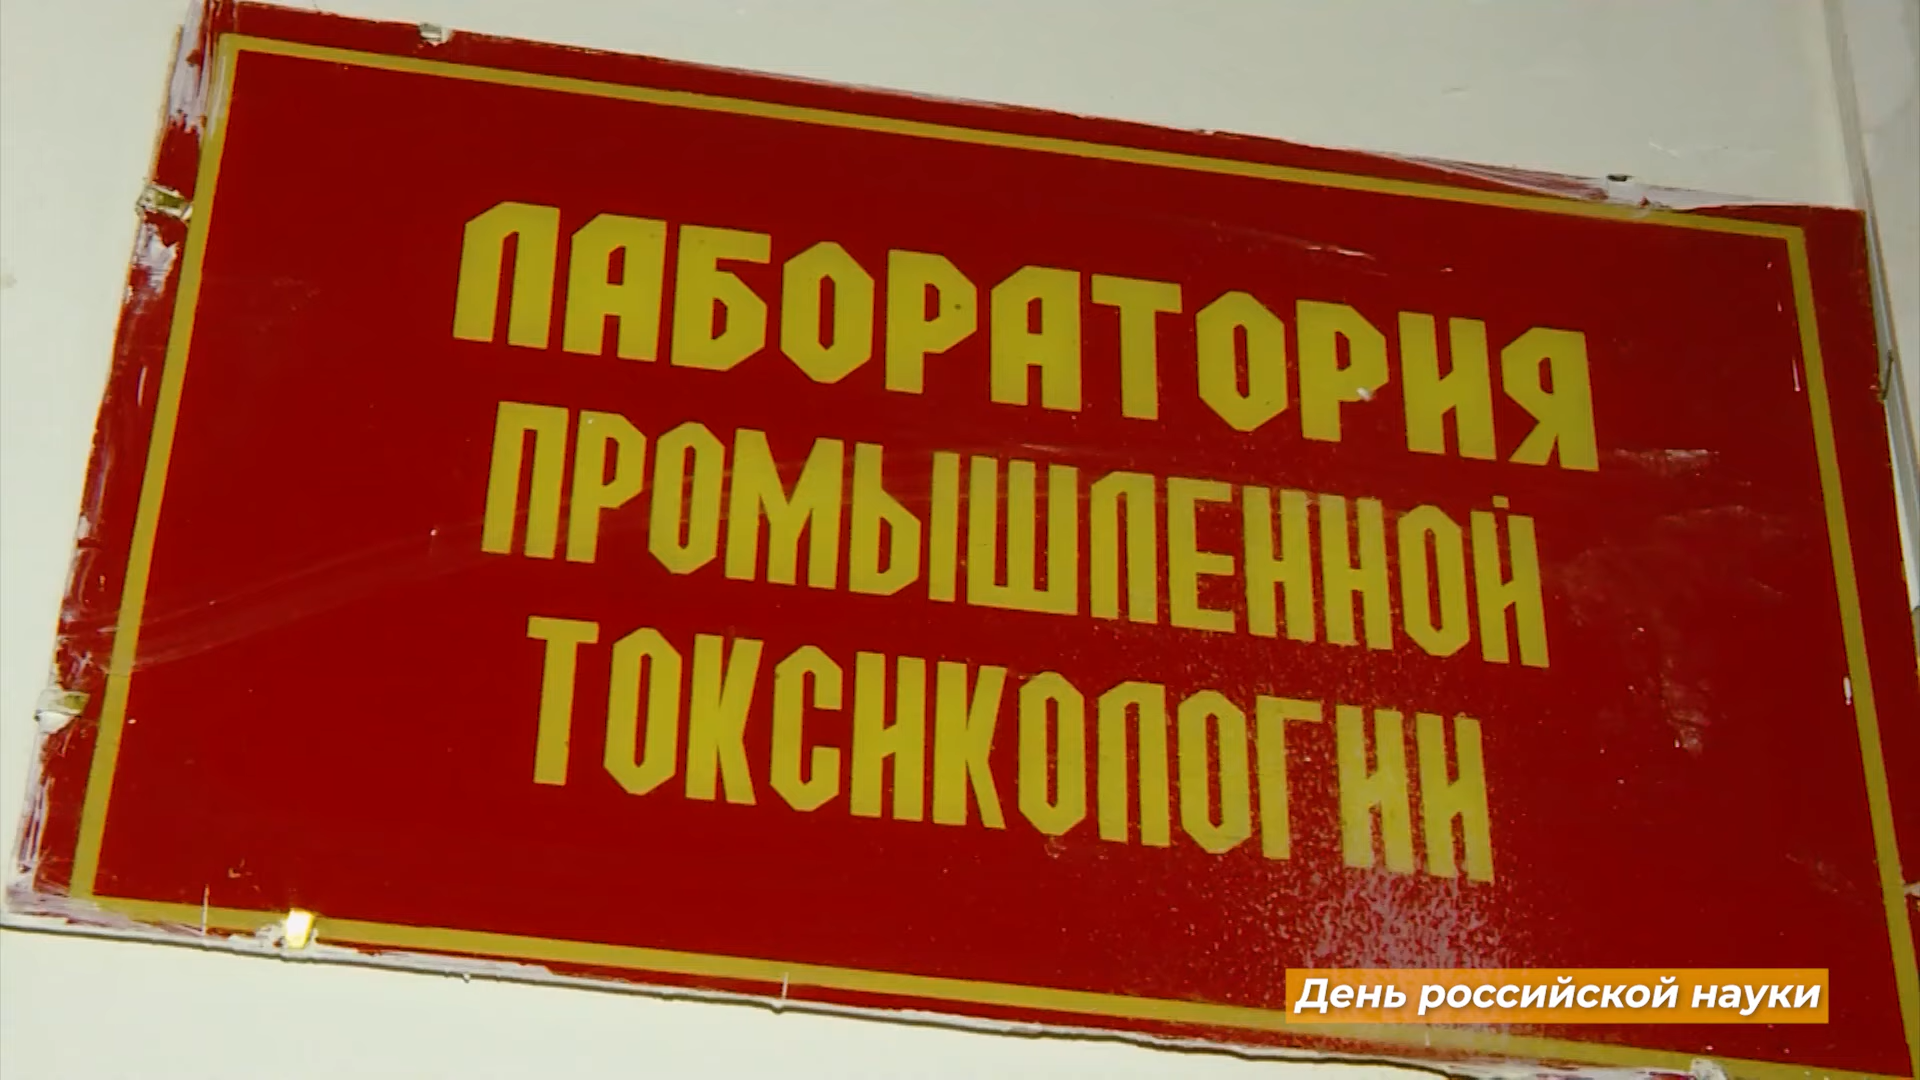 ЛАБОРАТОРИЯ
ПРОМЫШЛЕННОЙ
ТОКСИКОЛОГИИ
День российской науки